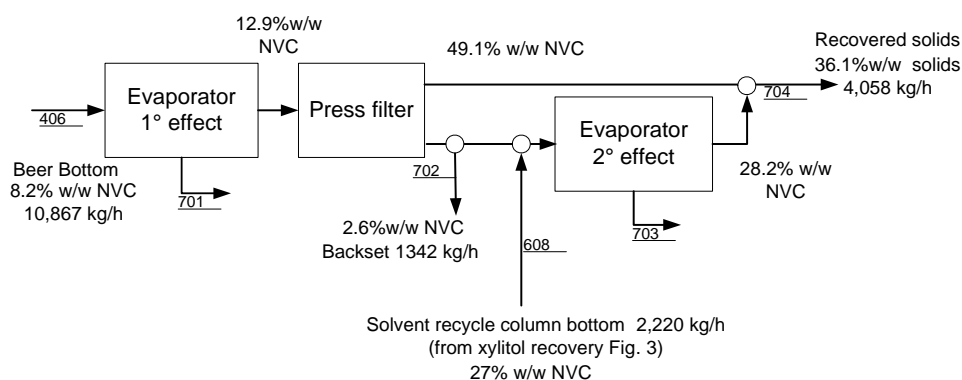 12.9%w/w
NVC
49.1% w/w NVC
Recovered solids
36.1%w/w solids
4,058 kg/h
Evaporator
1° effect
Press filter
Evaporator
2° effect
406
701
702
704
703
608
Beer Bottom
8.2% w/w NVC
10,867 kg/h
28.2% w/w
NVC
2.6%w/w NVC
Backset 1342 kg/h
Solvent recycle column bottom 2,220 kg/h
(from xylitol recovery Fig. 3)
27% w/w NVC